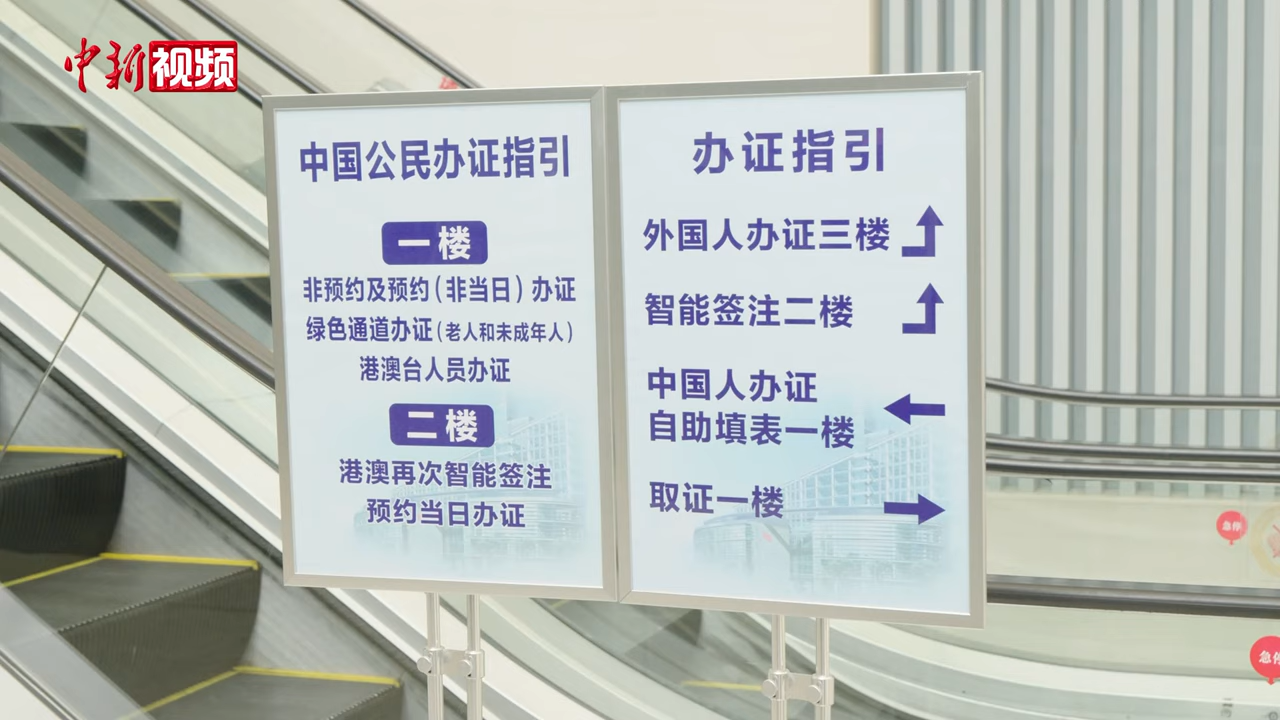 中新视频
中国公民办证指引
一楼
非预约及预约（非当日）办证
绿色通道办证（老人和未成年人）
港澳台人员办证
二楼
港澳再次智能签注
预约当日办证
办证指引
外国人办证三楼
智能签注二楼
中国人办证
自助填表一楼
取证一楼
急停
急停